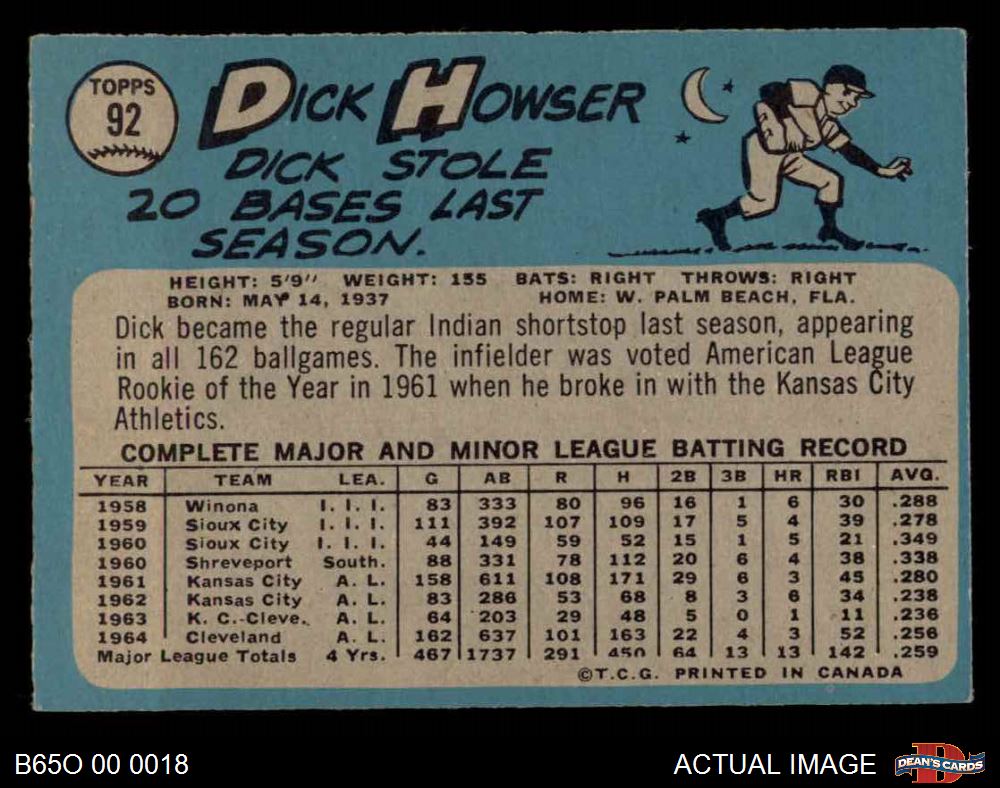 TOPPS
92
DICK HOWSER
DICK STOLE
20 BASES LAST
SEASON.
HEIGHT: 5'9" WEIGHT: 155 BATS: RIGHT THROWS: RIGHT
BORN: MAY 14, 1937 HOME: W. PALM BEACH, FLA.
Dick became the regular Indian shortstop last season, appearing
in all 162 ballgames. The infielder was voted American League
Rookie of the Year in 1961 when he broke in with the Kansas City
Athletics.
COMPLETE MAJOR AND MINOR LEAGUE BATTING RECORD
YEAR TEAM LEA. G AB R H 2B 3B HR RBI AVG.
1958 Winona I. I. I. 83 333 80 96 16 1 6 30 .288
1959 Sioux City I. I. I. 111 392 107 109 17 5 4 39 .278
1960 Sioux City I. I. I. 44 149 59 52 15 1 5 21 .349
1960 Shreveport South. 88 331 78 112 20 6 4 38 .338
1961 Kansas City A. L. 158 611 108 171 29 6 3 45 .280
1962 Kansas City A. L. 83 286 53 68 8 3 6 34 .238
1963 K. C.-Cleve. A. L. 64 203 29 48 5 0 1 11 .236
1964 Cleveland A. L. 162 637 101 163 22 4 3 52 .256
Major League Totals 4 Yrs. 467 1737 291 450 64 13 13 142 .259
©T.C.G. PRINTED IN CANADA
B65O 00 0018 ACTUAL IMAGE
D
DEAN'S CARDS